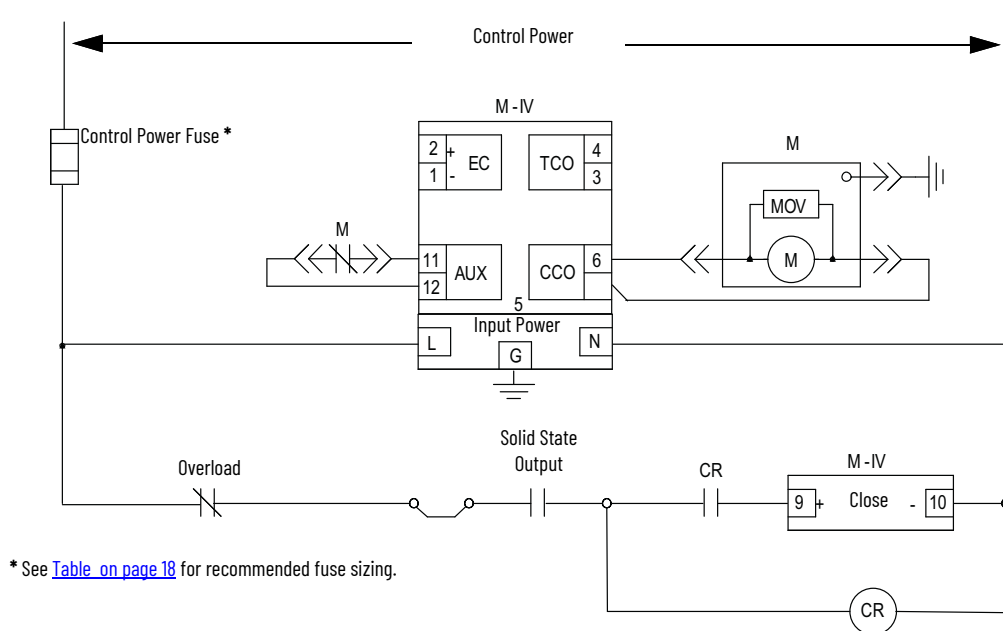 Control Power
M-IV
Control Power Fuse *
2 + EC TCO 4
1 - 3
M
MOV
M
M
11 AUX CCO 6
12
5
Input Power
L G N
Solid State
Output
Overload
CR
M-IV
9 + Close - 10
* See Table on page 18 for recommended fuse sizing.
CR